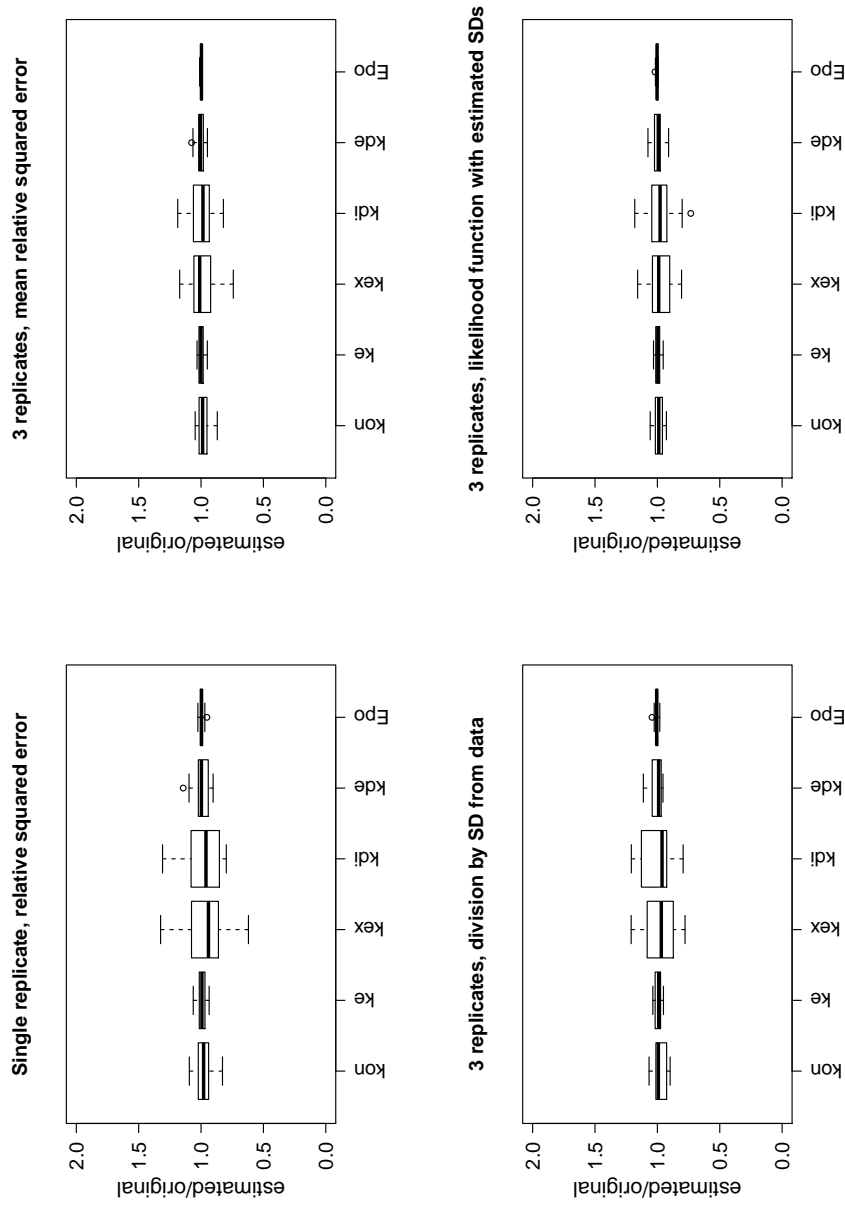 Single replicate, relative squared error
estimated/original
0.0 0.5 1.0 1.5 2.0
kon ke kex kdi kde Epo
3 replicates, mean relative squared error
estimated/original
0.0 0.5 1.0 1.5 2.0
kon ke kex kdi kde Epo
3 replicates, division by SD from data
estimated/original
0.0 0.5 1.0 1.5 2.0
kon ke kex kdi kde Epo
3 replicates, likelihood function with estimated SDs
estimated/original
0.0 0.5 1.0 1.5 2.0
kon ke kex kdi kde Epo